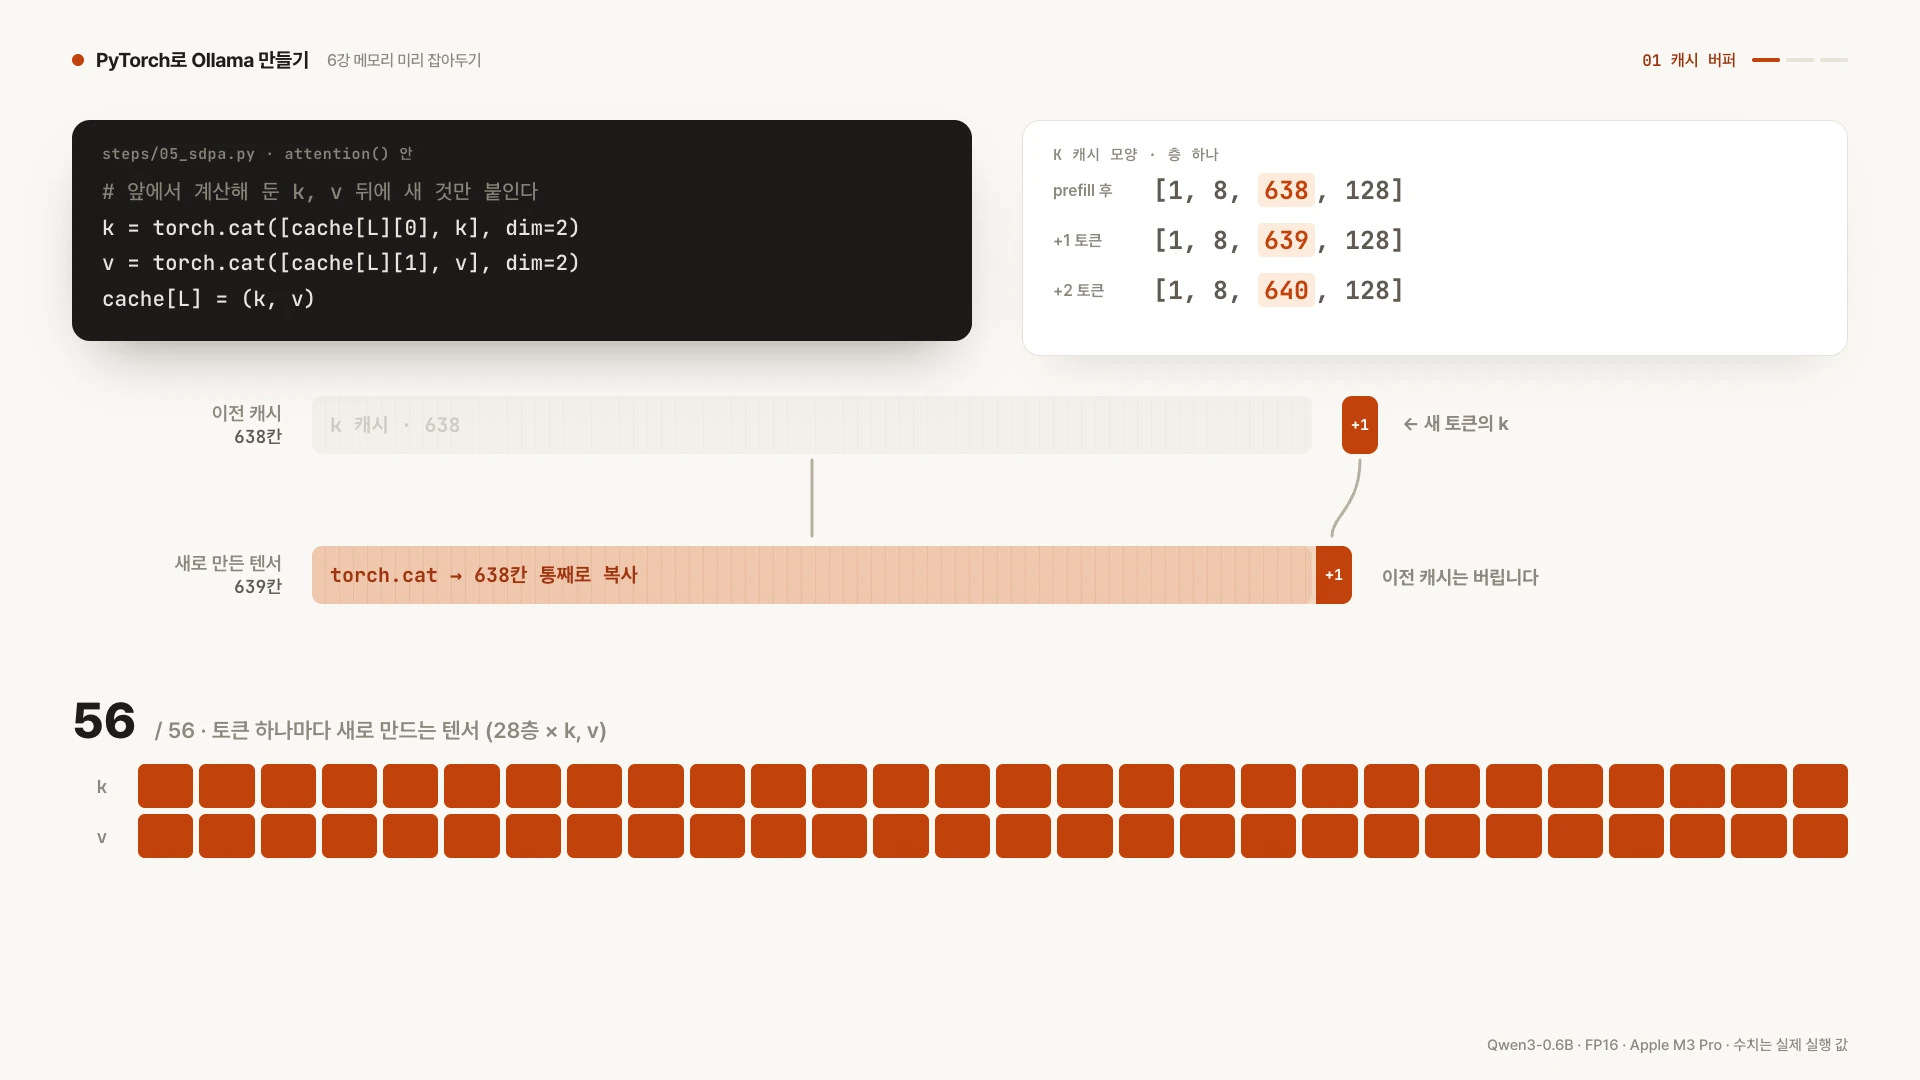 PyTorch로 Ollama 만들기 6강 메모리 미리 잡아두기
01 캐시 버퍼
steps/05_sdpa.py · attention() 안
# 앞에서 계산해 둔 k, v 뒤에 새 것만 붙인다
k = torch.cat([cache[L][0], k], dim=2)
v = torch.cat([cache[L][1], v], dim=2)
cache[L] = (k, v)
K 캐시 모양 · 층 하나
prefill 후 [1, 8, 638, 128]
+1 토큰 [1, 8, 639, 128]
+2 토큰 [1, 8, 640, 128]
이전 캐시
638칸
k 캐시 · 638
+1
← 새 토큰의 k
새로 만든 텐서
639칸
torch.cat → 638칸 통째로 복사
+1
이전 캐시는 버립니다
56 / 56 · 토큰 하나마다 새로 만드는 텐서 (28층 × k, v)
k
v
Qwen3-0.6B · FP16 · Apple M3 Pro · 수치는 실제 실행 값